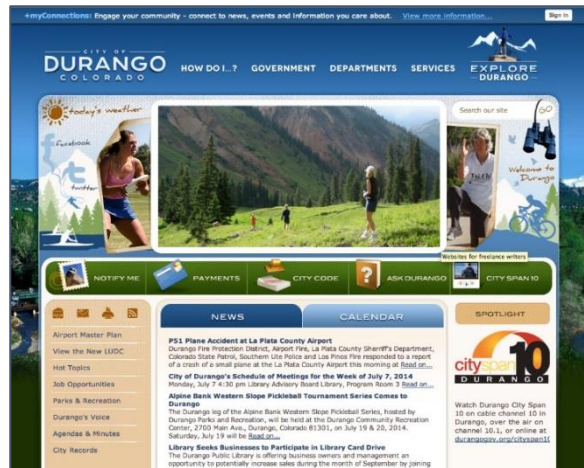 +myConnections: Engage your community - connect to news, events and information you care about. View more information... Sign In
CITY OF
DURANGO
COLORADO
HOW DO I...? GOVERNMENT DEPARTMENTS SERVICES
EXPLORE
DURANGO
today's weather
Search our site
GO
facebook
twitter
Welcome to
Durango
Websites for freelance writers
NOTIFY ME
PAYMENTS
CITY CODE
ASK DURANGO
CITY SPAN 10
Airport Master Plan
View the New LUDC
Hot Topics
Job Opportunities
Parks & Recreation
Durango's Voice
Agendas & Minutes
City Records
NEWS
CALENDAR
P51 Plane Accident at La Plata County Airport
Durango Fire Protection District, Airport Fire, La Plata County Sheriff's Department,
Colorado State Patrol, Southern Ute Police and Los Pinos Fire responded to a report
of a crash of a small plane at the La Plata County Airport this morning at Read on...
City of Durango's Schedule of Meetings for the Week of July 7, 2014
Monday, July 7 4:30 pm Library Advisory Board Library, Program Room 3 Read on...
Alpine Bank Western Slope Pickleball Tournament Series Comes to
Durango
The Durango leg of the Alpine Bank Western Slope Pickleball Series, hosted by
Durango Parks and Recreation, will be held at the Durango Community Recreation
Center, 2700 Main Ave., Durango, Colorado 81301, on July 19 & 20, 2014.
Saturday, July 19 will be Read on...
Library Seeks Businesses to Participate in Library Card Drive
The Durango Public Library is offering business owners and management an
opportunity to potentially increase sales during the month of September by joining
SPOTLIGHT
cityspan 10
DURANGO
Watch Durango City Span
10 on cable channel 10 in
Durango, over the air on
channel 10.1, or online at
durangogov.org/cityspan10